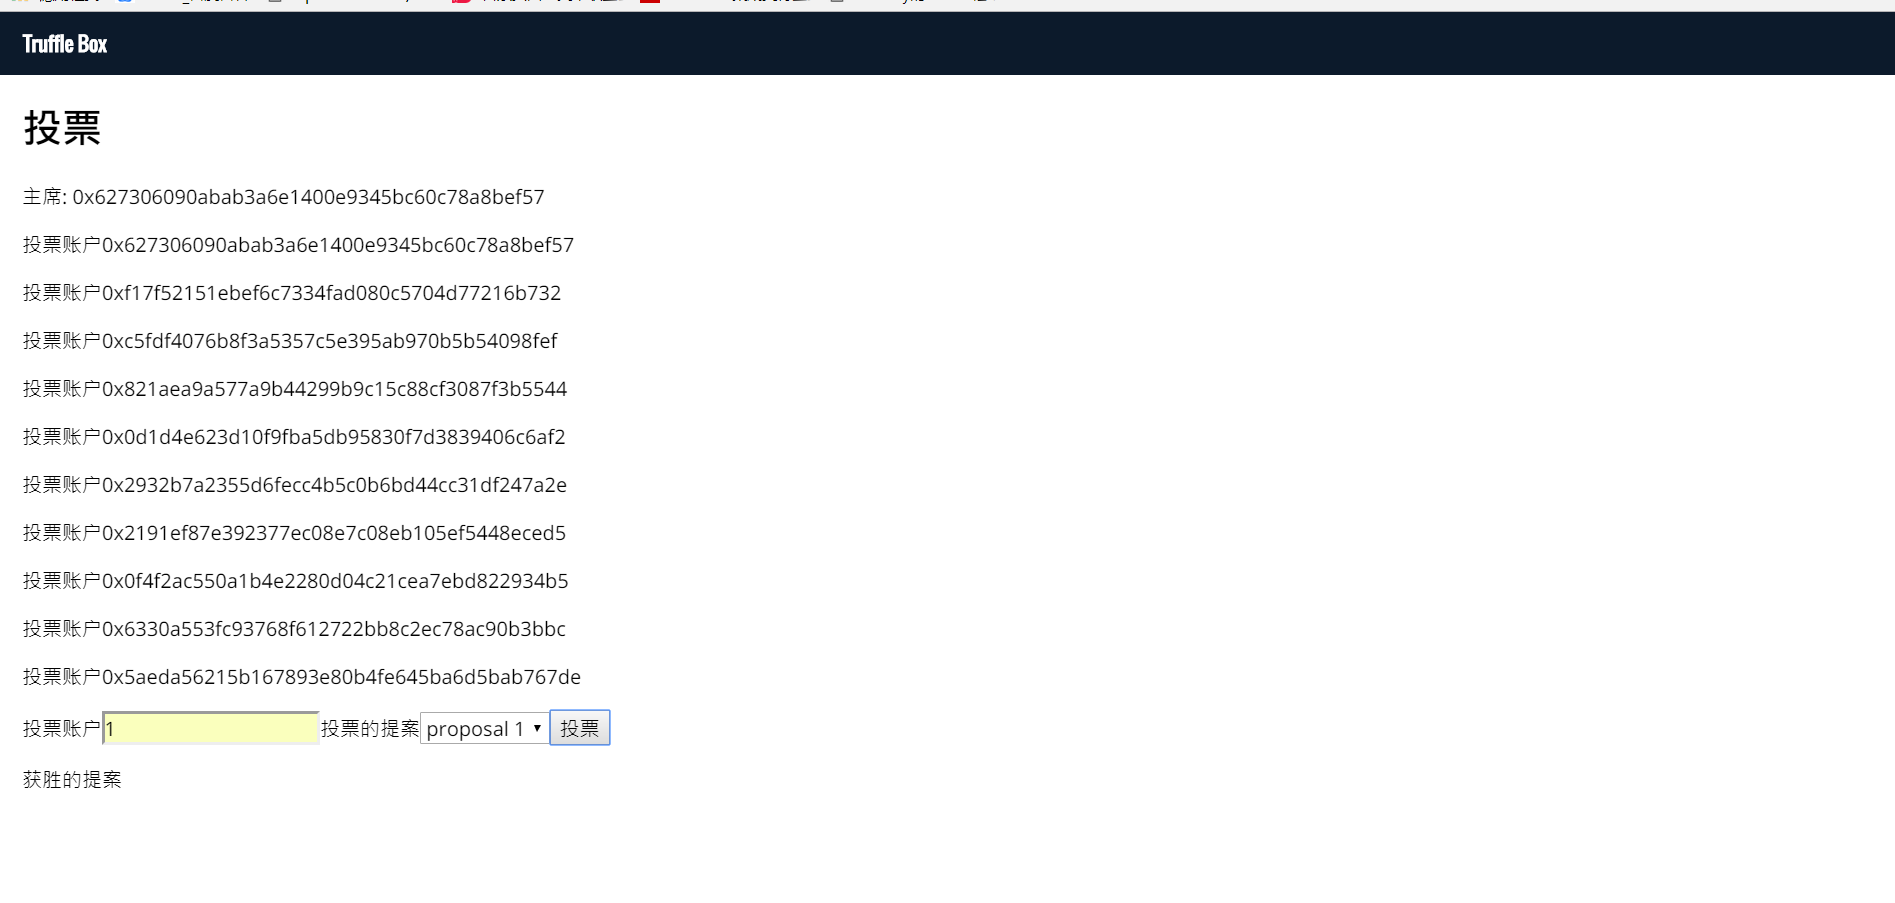 Truffle Box
投票
主席: 0x627306090abab3a6e1400e9345bc60c78a8bef57
投票账户0x627306090abab3a6e1400e9345bc60c78a8bef57
投票账户0xf17f52151ebef6c7334fad080c5704d77216b732
投票账户0xc5fdf4076b8f3a5357c5e395ab970b5b54098fef
投票账户0x821aea9a577a9b44299b9c15c88cf3087f3b5544
投票账户0x0d1d4e623d10f9fba5db95830f7d3839406c6af2
投票账户0x2932b7a2355d6fecc4b5c0b6bd44cc31df247a2e
投票账户0x2191ef87e392377ec08e7c08eb105ef5448eced5
投票账户0x0f4f2ac550a1b4e2280d04c21cea7ebd822934b5
投票账户0x6330a553fc93768f612722bb8c2ec78ac90b3bbc
投票账户0x5aeda56215b167893e80b4fe645ba6d5bab767de
投票账户1 投票的提案 proposal 1 投票
获胜的提案